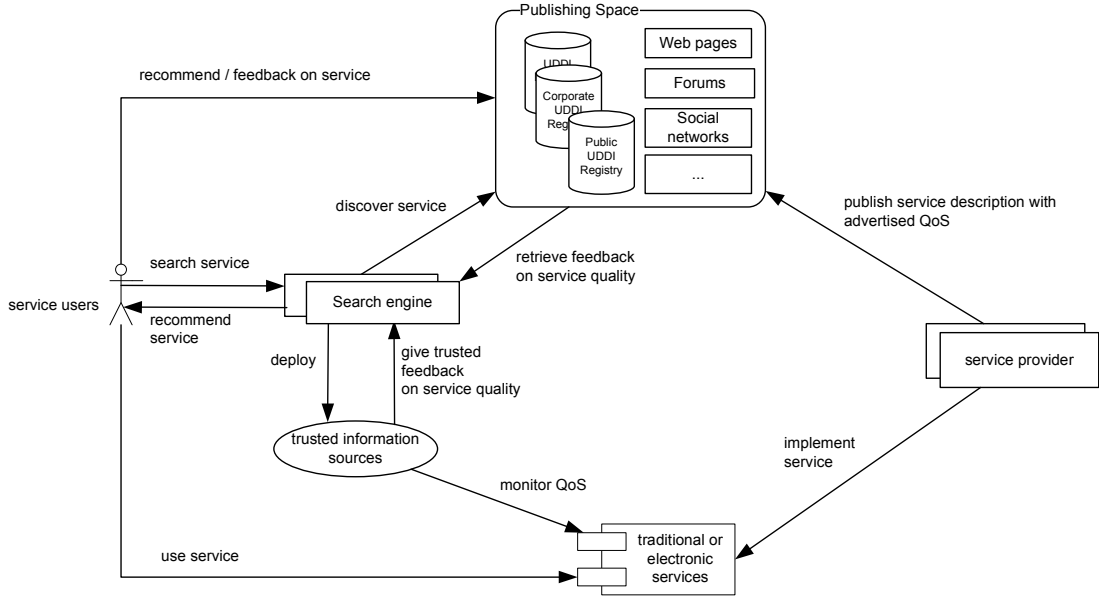 Publishing Space
UDDI
Web pages
recommend / feedback on service
Forums
Corporate
UDDI
Social
networks
Public
UDDI
Registry
...
discover service
publish service description with
advertised QoS
retrieve feedback
on service quality
search service
service users
Search engine
recommend
service
service provider
deploy
give trusted
feedback
on service quality
trusted information
sources
implement
service
monitor QoS
traditional or
electronic
services
use service